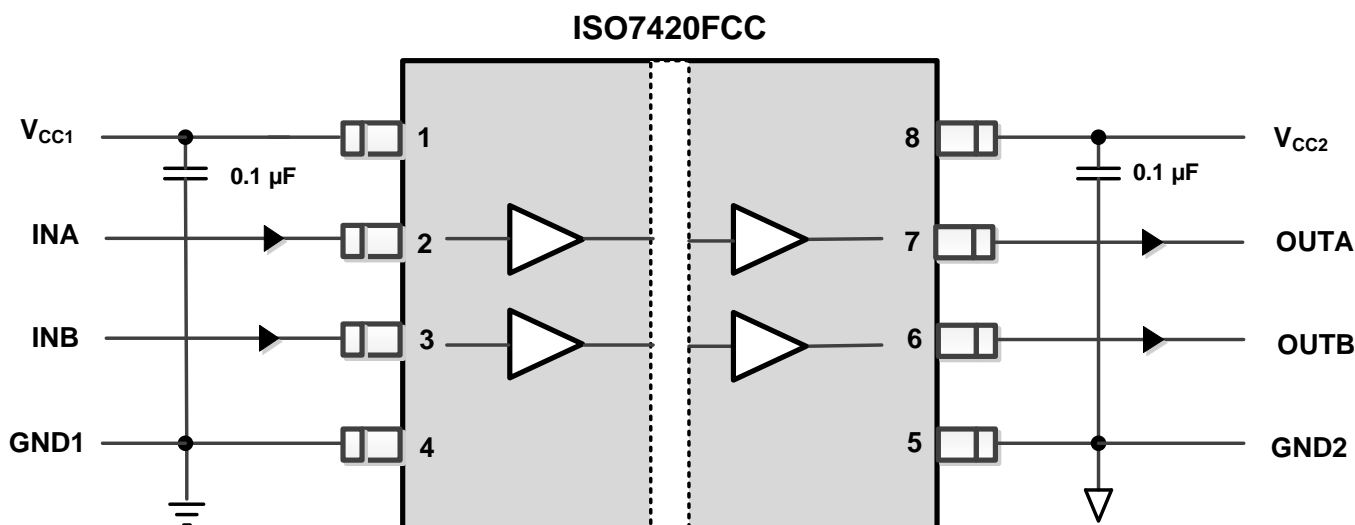 ISO7420FCC
VCC1 1 8 VCC2
0.1 µF 0.1 µF
INA 2 7 OUTA
INB 3 6 OUTB
GND1 4 5 GND2